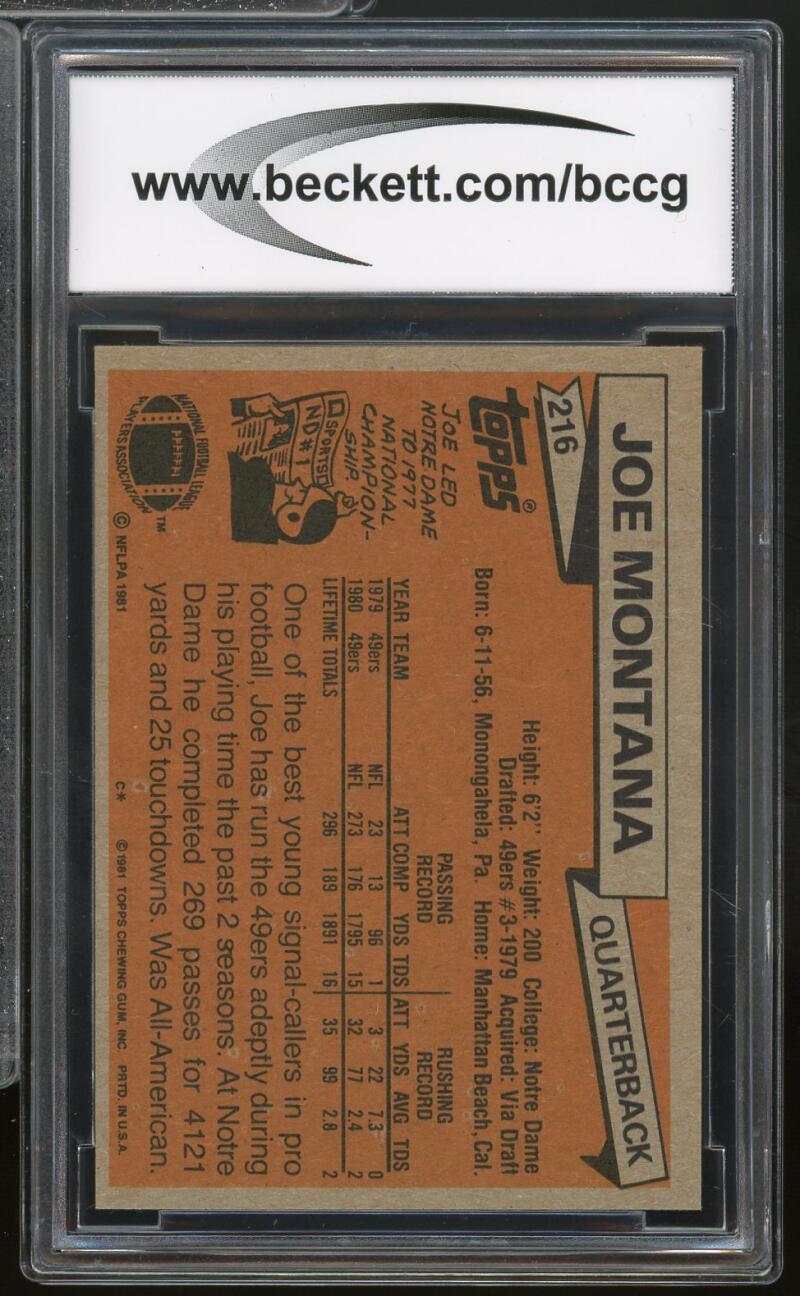 www.beckett.com/bccg
JOE MONTANA
QUARTERBACK
216
topps®
Height: 6'2" Weight: 200 College: Notre Dame
Drafted: 49ers #3-1979 Acquired: Via Draft
Born: 6-11-56, Monongahela, Pa. Home: Manhattan Beach, Cal.
JOE LED
NOTRE DAME
TO 1977
NATIONAL
CHAMPION-
SHIP.
SPORTS!
ND #1
PASSING RUSHING
RECORD RECORD
YEAR TEAM ATT COMP YDS TDS ATT YDS AVG TDS
1979 49ers NFL 23 13 96 1 3 22 7.3 0
1980 49ers NFL 273 176 1795 15 32 77 2.4 2
LIFETIME TOTALS 296 189 1891 16 35 99 2.8 2
One of the best young signal-callers in pro
football, Joe has run the 49ers adeptly during
his playing time the past 2 seasons. At Notre
Dame he completed 269 passes for 4121
yards and 25 touchdowns. Was All-American.
NATIONAL FOOTBALL LEAGUE
PLAYERS ASSOCIATION
TM
© NFLPA 1981
C* ©1981 TOPPS CHEWING GUM, INC. PRTD. IN U.S.A.